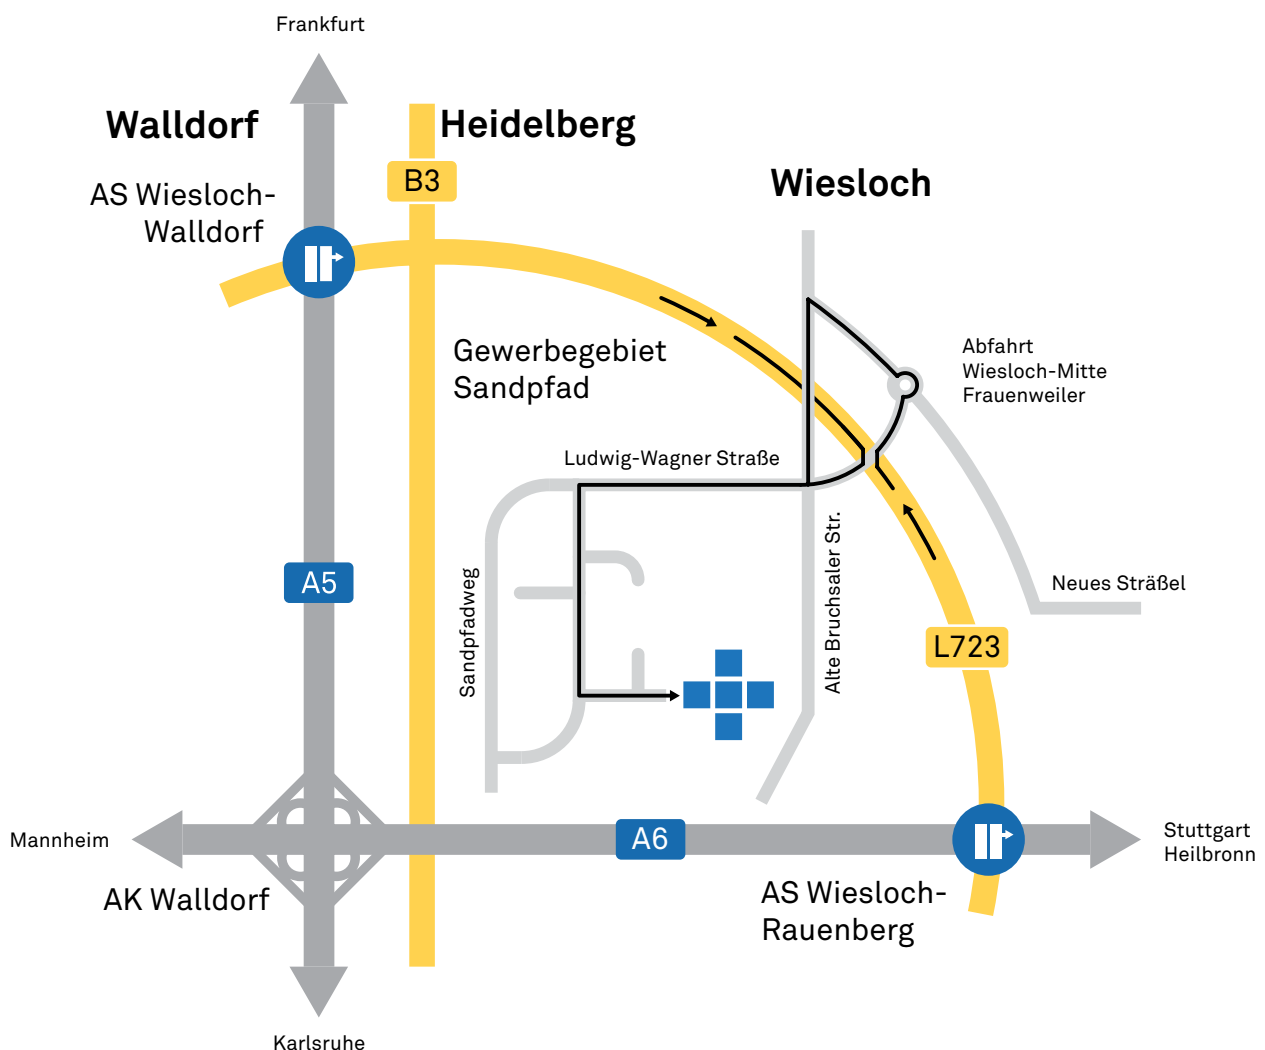 Frankfurt
Walldorf
Heidelberg
B3
AS Wiesloch-
Walldorf
Wiesloch
Gewerbegebiet
Sandpfad
Abfahrt
Wiesloch-Mitte
Frauenweiler
Ludwig-Wagner Straße
A5
Sandpfadweg
Alte Bruchsaler Str.
Neues Sträßel
L723
Mannheim
A6
Stuttgart
Heilbronn
AK Walldorf
AS Wiesloch-
Rauenberg
Karlsruhe